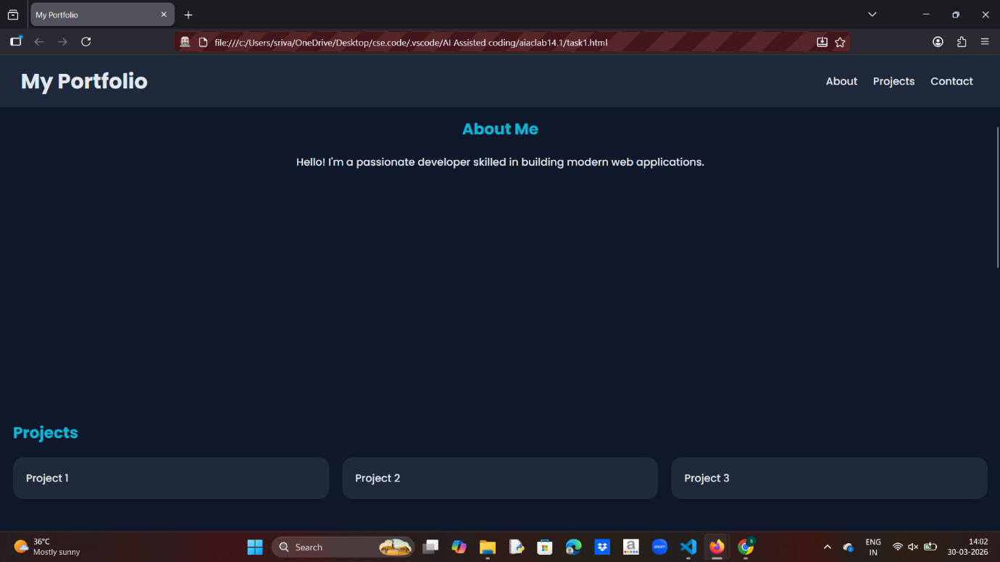 My Portfolio
file:///c:/Users/sriva/OneDrive/Desktop/cse.code/.vscode/AI Assisted coding/aiaclab14.1/task1.html
My Portfolio
About Projects Contact
About Me
Hello! I'm a passionate developer skilled in building modern web applications.
Projects
Project 1
Project 2
Project 3
36°C
Mostly sunny
Search
a
zoom
S
ENG
IN
14:02
30-03-2026